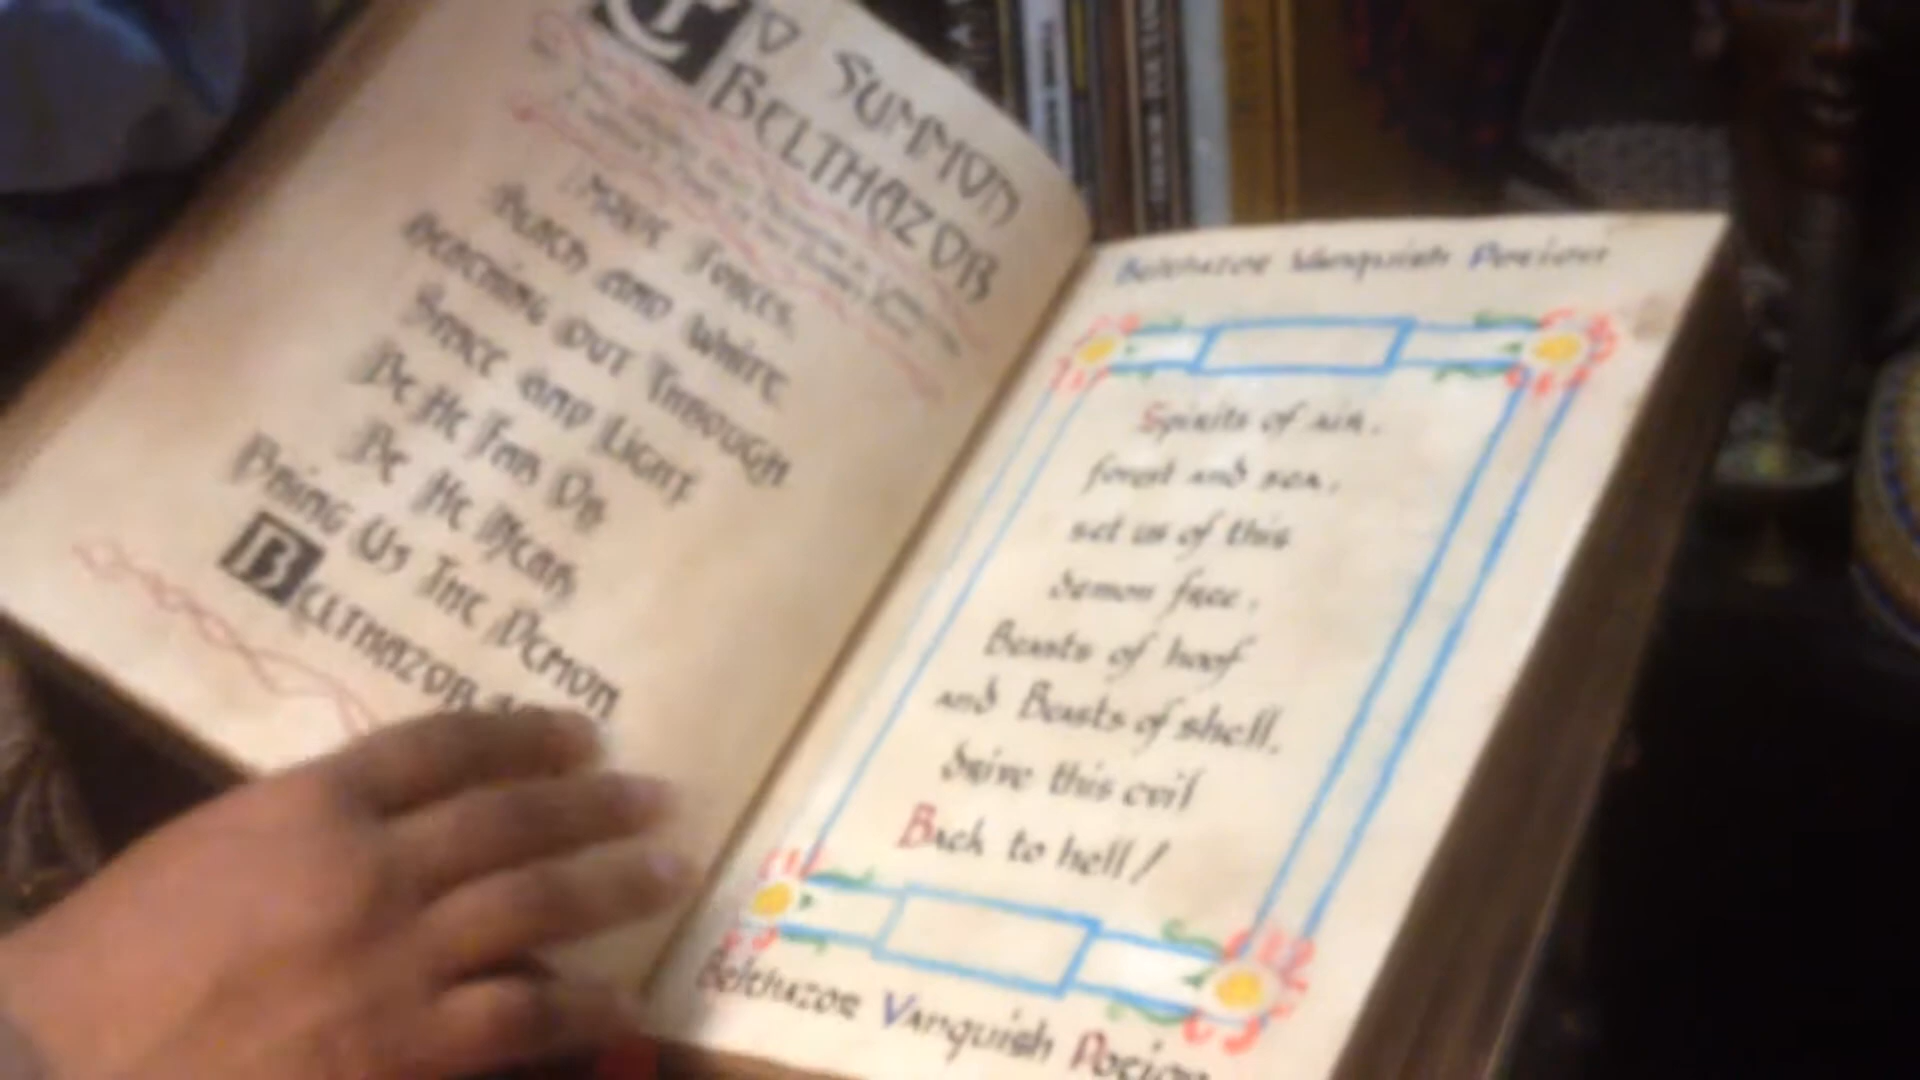 To Summon
Belthazor
Magic Forces,
Black and White,
Reaching out Through
Space and Light,
Be He Far Or
Be He Near,
Bring Us The Demon
Belthazor
Belthazor Vanquish Potion
Spirits of air,
forest and sea,
set us of this
demon free,
Beasts of hoof
and Beasts of shell,
drive this evil
Back to hell!
Belthazor Vanquish Potion